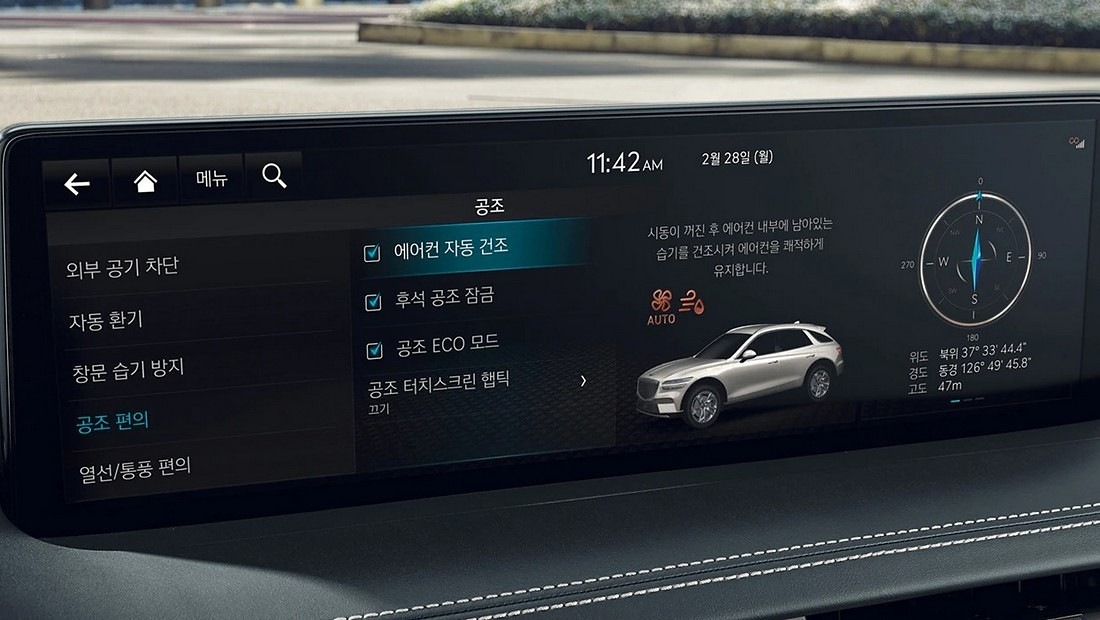 메뉴
11:42 AM
2월 28일 (월)
공조
외부 공기 차단
자동 환기
창문 습기 방지
공조 편의
열선/통풍 편의
에어컨 자동 건조
후석 공조 잠금
공조 ECO 모드
공조 터치스크린 햅틱
끄기
시동이 꺼진 후 에어컨 내부에 남아있는
습기를 건조시켜 에어컨을 쾌적하게
유지합니다.
AUTO
0
N
NW
NE
270
W
E
90
SW
SE
S
180
위도 북위 37° 33' 44.4"
경도 동경 126° 49' 45.8"
고도 47m